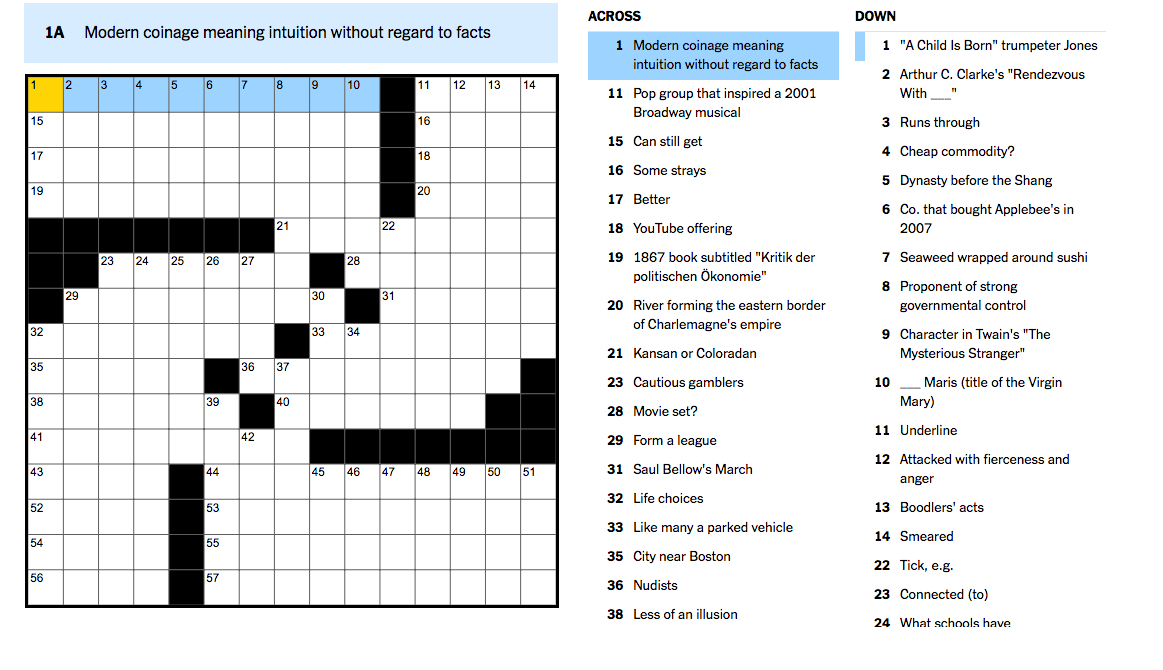 1A Modern coinage meaning intuition without regard to facts
1 2 3 4 5 6 7 8 9 10 11 12 13 14
15 16
17 18
19 20
21 22
23 24 25 26 27 28
29 30 31
32 33 34
35 36 37
38 39 40
41 42
43 44 45 46 47 48 49 50 51
52 53
54 55
56 57
ACROSS
1 Modern coinage meaning
intuition without regard to facts
11 Pop group that inspired a 2001
Broadway musical
15 Can still get
16 Some strays
17 Better
18 YouTube offering
19 1867 book subtitled "Kritik der
politischen Ökonomie"
20 River forming the eastern border
of Charlemagne's empire
21 Kansan or Coloradan
23 Cautious gamblers
28 Movie set?
29 Form a league
31 Saul Bellow's March
32 Life choices
33 Like many a parked vehicle
35 City near Boston
36 Nudists
38 Less of an illusion
DOWN
1 "A Child Is Born" trumpeter Jones
2 Arthur C. Clarke's "Rendezvous
With ___"
3 Runs through
4 Cheap commodity?
5 Dynasty before the Shang
6 Co. that bought Applebee's in
2007
7 Seaweed wrapped around sushi
8 Proponent of strong
governmental control
9 Character in Twain's "The
Mysterious Stranger"
10 ___ Maris (title of the Virgin
Mary)
11 Underline
12 Attacked with fierceness and
anger
13 Boodlers' acts
14 Smeared
22 Tick, e.g.
23 Connected (to)
24 What schools have